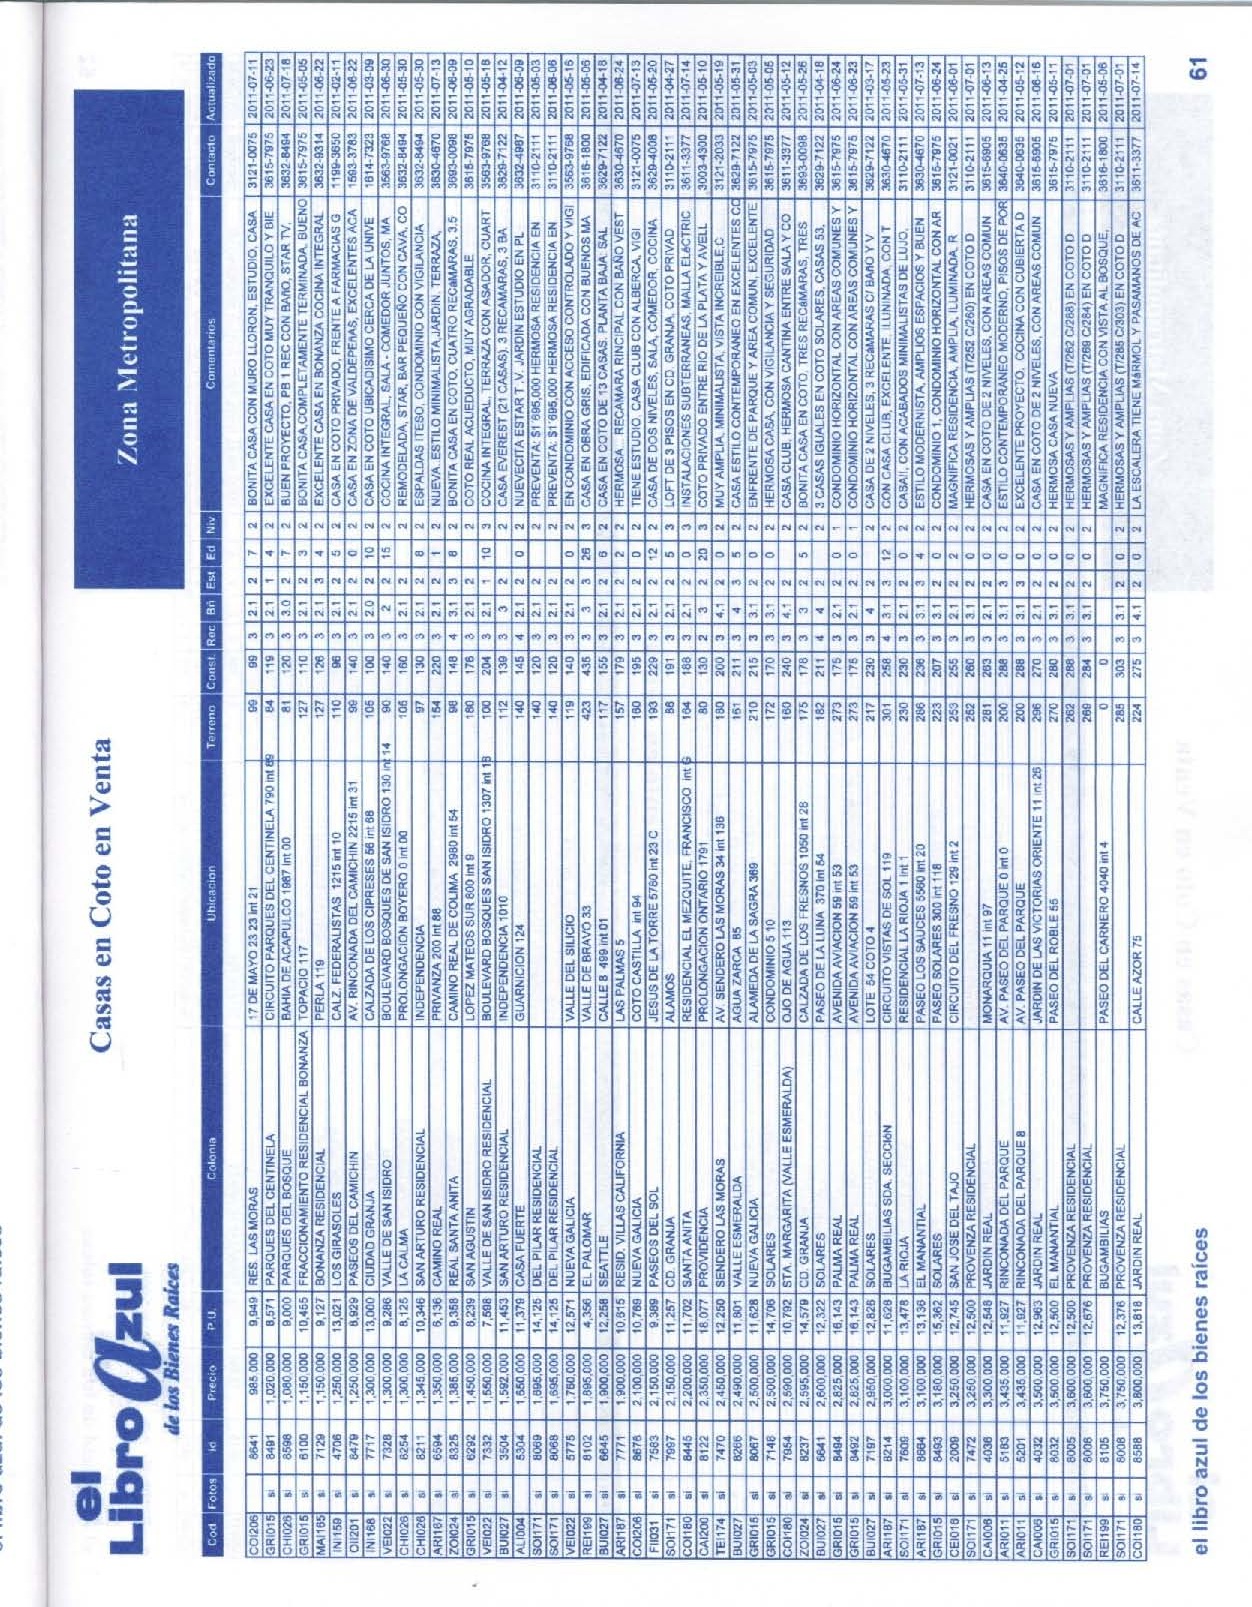 el
Libro azul
de los Bienes Raíces
Casas en Coto en Venta
Zona Metropolitana
Cod Fotos id Precio P.U. Colonia Ubicacion Terreno Const. Rec Bñ Est Ed Niv Comentarios Contacto Actualizado
COI206 si 8641 985,000 9,949 RES. LAS MORAS 17 DE MAYO 23 23 int 21 99 99 3 2.1 2 7 2 BONITA CASA CON MURO LLORON, ESTUDIO, CASA 3121-0075 2011-07-11
GRI015 si 8491 1,020,000 8,571 PARQUES DEL CENTINELA CIRCUITO PARQUES DEL CENTINELA 790 int 69 84 119 3 2.1 1 4 2 EXCELENTE CASA EN COTO MUY TRANQUILO Y BIE 3615-7975 2011-06-23
CHI026 si 8598 1,080,000 9,000 PARQUES DEL BOSQUE BAHIA DE ACAPULCO 1987 int 00 81 120 3 3.0 2 7 2 BUEN PROYECTO, PB 1 REC CON BAÑO, STAR TV, 3632-8494 2011-07-18
GRI015 si 6100 1,150,000 10,455 FRACCIONAMIENTO RESIDENCIAL BONANZA TOPACIO 117 127 110 3 2.1 2 3 2 BONITA CASA COMPLETAMENTE TERMINADA, BUENO 3615-7975 2011-05-05
MAI165 si 7129 1,150,000 9,127 BONANZA RESIDENCIAL PERLA 119 127 126 3 2.1 3 4 2 EXCELENTE CASA EN BONANZA COCINA INTEGRAL 3632-9314 2011-06-22
INI159 si 4706 1,250,000 13,021 LOS GIRASOLES CALZ. FEDERALISTAS 1215 int 10 110 96 3 2.1 2 5 2 CASA EN COTO PRIVADO, FRENTE A FARMACIAS G 1199-3650 2011-02-11
CUI201 si 8479 1,250,000 8,929 PASEOS DEL CAMICHIN AV. RINCONADA DEL CAMICHIN 2215 int 31 99 140 3 2.1 2 0 2 CASA EN ZONA DE VALDEPEÑAS, EXCELENTES ACA 1593-3783 2011-06-22
INI168 si 7717 1,300,000 13,000 CIUDAD GRANJA CALZADA DE LOS CIPRESES 56 int 68 105 100 3 2.0 2 10 2 CASA EN COTO UBICADISIMO CERCA DE LA UNIVE 1814-7323 2011-03-09
VEI022 si 7328 1,300,000 9,286 VALLE DE SAN ISIDRO BOULEVARD BOSQUES DE SAN ISIDRO 130 int 14 90 140 3 2 2 15 2 COCINA INTEGRAL, SALA - COMEDOR JUNTOS, MA 3563-9768 2011-06-30
CHI026 si 8254 1,300,000 8,125 LA CALMA PROLONGACION BOYERO 0 int 00 106 160 3 2.1 2 2 REMODELADA, STAR, BAR PEQUEÑO CON CAVA, CO 3632-8494 2011-05-30
CHI026 si 8211 1,345,000 10,346 SAN ARTURO RESIDENCIAL INDEPENDENCIA 97 130 3 2.1 2 8 2 ESPALDAS ITESO, CONDOMINIO CON VIGILANCIA 3632-8494 2011-05-30
ARI187 si 6594 1,350,000 6,136 CAMINO REAL PRIVANZA 200 int 88 154 220 3 2.1 2 1 2 NUEVA, ESTILO MINIMALISTA,JARDIN, TERRAZA, 3630-4670 2011-07-13
ZOI024 si 8325 1,385,000 9,358 REAL SANTA ANITA CAMINO REAL DE COLIMA 2980 int 54 98 148 4 3.1 3 8 2 BONITA CASA EN COTO, CUATRO RECáMARAS, 3.5 3693-0098 2011-06-09
GRI015 si 6292 1,450,000 8,239 SAN AGUSTIN LOPEZ MATEOS SUR 800 int 9 180 176 3 2.1 2 2 COTO REAL ACUEDUCTO, MUY AGRADABLE 3615-7975 2011-05-10
VEI022 si 7332 1,550,000 7,598 VALLE DE SAN ISIDRO RESIDENCIAL BOULEVARD BOSQUES SAN ISIDRO 1307 int 18 100 204 3 2.1 1 10 3 COCINA INTEGRAL, TERRAZA CON ASADOR, CUART 3563-9768 2011-05-18
BUI027 si 3504 1,592,000 11,453 SAN ARTURO RESIDENCIAL INDEPENDENCIA 1010 112 139 3 3 2 2 CASA EVEREST (21 CASAS), 3 RECAMARAS, 3 BA 3629-7122 2011-04-12
ALI004 si 5304 1,650,000 11,379 CASA FUERTE GUARNICION 124 140 145 4 2.1 2 0 2 NUEVECITA ESTAR T .V. JARDIN ESTUDIO EN PL 3632-4987 2011-06-09
SOI171 si 8069 1,695,000 14,125 DEL PILAR RESIDENCIAL 140 120 3 2.1 2 2 PREVENTA $1'695,000 HERMOSA RESIDENCIA EN 3110-2111 2011-05-03
SOI171 si 8068 1,695,000 14,125 DEL PILAR RESIDENCIAL 140 120 3 2.1 2 2 PREVENTA $1'695,000 HERMOSA RESIDENCIA EN 3110-2111 2011-06-06
VEI022 si 5775 1,760,000 12,571 NUEVA GALICIA VALLE DEL SILICIO 119 140 3 2.1 2 0 2 EN CONDOMINIO CON ACCESO CONTROLADO Y VIGI 3563-9768 2011-05-16
REI199 si 8102 1,895,000 4,356 EL PALOMAR VALLE DE BRAVO 33 423 435 3 3 3 26 3 CASA EN OBRA GRIS, EDIFICADA CON BUENOS MA 3616-1800 2011-06-06
BUI027 si 6645 1,900,000 12,258 SEATTLE CALLE B 499 int 01 117 155 3 2.1 2 6 2 CASA EN COTO DE 13 CASAS. PLANTA BAJA: SAL 3629-7122 2011-04-18
ARI187 si 7771 1,900,000 10,615 RESID. VILLAS CALIFORNIA LAS PALMAS 5 157 179 3 2.1 2 2 2 HERMOSA... RECAMARA RINCIPAL CON BAÑO VEST 3630-4670 2011-06-24
COI206 si 8676 2,100,000 10,769 NUEVA GALICIA COTO CASTILLA int 94 160 195 3 2.1 2 0 2 TIENE ESTUDIO, CASA CLUB CON ALBERCA, VIGI 3121-0075 2011-07-13
FII031 si 7583 2,150,000 9,389 PASEOS DEL SOL JESUS DE LA TORRE 5780 int 23 C 193 229 3 2.1 2 12 2 CASA DE DOS NIVELES, SALA, COMEDOR, COCINA 3629-4006 2011-05-20
SOI171 si 7997 2,150,000 11,257 CD GRANJA ALAMOS 88 191 3 3 2 5 3 LOFT DE 3 PISOS EN CD GRANJA, COTO PRIVAD 3110-2111 2011-04-27
COI180 si 8445 2,200,000 11,702 SANTA ANITA RESIDENCIAL EL MEZQUITE, FRANCISCO int G 164 188 3 2.1 2 0 3 INSTALACIONES SUBTERRANEAS, MALLA ELECTRIC 3611-3377 2011-07-14
CAI200 si 8122 2,350,000 18,077 PROVIDENCIA PROLONGACION ONTARIO 1791 80 130 2 3 2 20 3 COTO PRIVADO ENTRE RIO DE LA PLATA Y AVELL 3003-4300 2011-05-10
TEI174 si 7470 2,450,000 12,250 SENDERO LAS MORAS AV. SENDERO LAS MORAS 34 int 136 190 200 3 4.1 2 0 2 MUY AMPLIA, MINIMALISTA, VISTA INCREIBLE.C 3121-2033 2011-05-19
BUI027 si 8266 2,490,000 11,801 VALLE ESMERALDA AGUA ZARCA 85 161 211 3 4 3 5 2 CASA ESTILO CONTEMPORANEO EN EXCELENTES CO 3629-7122 2011-05-31
GRI015 si 8067 2,500,000 11,628 NUEVA GALICIA ALAMEDA DE LA SAGRA 369 210 215 3 3.1 2 0 2 ENFRENTE DE PARQUE Y AREA COMUN, EXCELENTE 3615-7975 2011-05-03
GRI015 si 7148 2,500,000 14,706 SOLARES CONDOMINIO 5 10 172 170 3 3.1 2 0 2 HERMOSA CASA, CON VIGILANCIA Y SEGURIDAD 3615-7975 2011-05-05
COI180 si 7954 2,590,000 10,792 STA. MARGARITA (VALLE ESMERALDA) OJO DE AGUA 113 160 240 3 4.1 2 2 CASA CLUB, HERMOSA CANTINA ENTRE SALA Y CO 3611-3377 2011-05-12
ZOI024 si 8237 2,595,000 14,579 CD GRANJA CALZADA DE LOS FRESNOS 1050 int 28 175 178 3 3 2 5 2 BONITA CASA EN COTO, TRES RECáMARAS, TRES 3693-0098 2011-05-26
BUI027 si 6641 2,600,000 12,322 SOLARES PASEO DE LA LUNA 370 int 54 182 211 4 4 2 2 3 CASAS IGUALES EN COTO SOLARES, CASAS 53, 3629-7122 2011-04-18
GRI015 si 8494 2,825,000 16,143 PALMA REAL AVENIDA AVIACION 59 int 53 273 175 3 2.1 2 0 1 CONDOMINIO HORIZONTAL CON AREAS COMUNES Y 3615-7975 2011-06-24
GRI015 si 8492 2,825,000 16,143 PALMA REAL AVENIDA AVIACION 59 int 53 273 175 3 2.1 2 0 1 CONDOMINIO HORIZONTAL CON AREAS COMUNES Y 3615-7975 2011-06-23
BUI027 si 7197 2,950,000 12,826 SOLARES LOTE 54 COTO 4 217 230 3 4 2 2 CASA DE 2 NIVELES, 3 RECáMARAS C/ BAñO Y V 3629-7122 2011-03-17
ARI187 si 8214 3,000,000 11,628 BUGAMBILIAS SDA. SECCIóN CIRCUITO VISTAS DE SOL 119 301 258 4 3.1 3 12 2 CON CASA CLUB, EXCELENTE, ILUNINADA, CON T 3630-4670 2011-05-23
SOI171 si 7609 3,100,000 13,478 LA RIOJA RESIDENCIAL LA RIOJA 1 int 1 230 230 3 2.1 3 0 2 CASA!!, CON ACABADOS MINIMALISTAS DE LUJO, 3110-2111 2011-05-31
ARI187 si 8664 3,100,000 13,136 EL MANANTIAL PASEO LOS SAUCES 5560 int 20 286 236 3 3.1 3 4 2 ESTILO MODERNISTA, AMPLIOS ESPACIOS Y BUEN 3630-4670 2011-07-13
GRI015 si 8493 3,180,000 15,362 SOLARES PASEO SOLARES 300 int 118 223 207 3 3.1 2 0 2 CONDOMINIO 1, CONDOMINIO HORIZONTAL CON AR 3615-7975 2011-06-24
CEI018 si 2009 3,250,000 12,745 SAN JOSE DEL TAJO CIRCUITO DEL FRESNO 129 int 2 253 255 3 2.1 2 2 2 MAGNIFICA RESIDENCIA, AMPLIA, ILUMINADA, R 3121-0021 2011-06-01
SOI171 si 7472 3,250,000 12,500 PROVENZA RESIDENCIAL 262 260 3 3.1 2 0 2 HERMOSAS Y AMPLIAS (T/252 C/260) EN COTO D 3110-2111 2011-07-01
CAI006 si 4036 3,300,000 12,548 JARDIN REAL MONARQUIA 11 int 97 281 263 3 2.1 2 0 2 CASA EN COTO DE 2 NIVELES, CON AREAS COMUN 3615-6905 2011-06-13
ARI011 si 5183 3,435,000 11,927 RINCONADA DEL PARQUE AV. PASEO DEL PARQUE 0 int 0 200 288 3 3.1 3 0 2 ESTILO CONTEMPORANEO MODERNO, PISOS DE POR 3640-0635 2011-04-25
ARI011 si 5201 3,435,000 11,927 RINCONADA DEL PARQUE 8 AV. PASEO DEL PARQUE 200 288 3 3.1 3 0 2 EXCELENTE PROYECTO, COCINA CON CUBIERTA D 3640-0635 2011-05-12
CAI006 si 4032 3,500,000 12,963 JARDIN REAL JARDIN DE LAS VICTORIAS ORIENTE 11 int 26 296 270 3 2.1 2 0 2 CASA EN COTO DE 2 NIVELES, CON AREAS COMUN 3615-6905 2011-06-16
GRI015 si 8032 3,500,000 12,500 EL MANANTIAL PASEO DEL ROBLE 55 270 280 3 3.1 2 0 2 HERMOSA CASA NUEVA 3615-7975 2011-05-11
SOI171 si 8005 3,600,000 12,500 PROVENZA RESIDENCIAL 262 288 3 3.1 2 0 2 HERMOSAS Y AMPLIAS (T/262 C/288) EN COTO D 3110-2111 2011-07-01
SOI171 si 8006 3,600,000 12,676 PROVENZA RESIDENCIAL 269 284 3 3.1 2 0 2 HERMOSAS Y AMPLIAS (T/269 C/284) EN COTO D 3110-2111 2011-07-01
REI199 si 8105 3,750,000 BUGAMBILIAS PASEO DEL CARNERO 4040 int 4 0 0 MAGNIFICA RESIDENCIA CON VISTA AL BOSQUE, 3616-1800 2011-05-06
SOI171 si 8008 3,750,000 12,376 PROVENZA RESIDENCIAL 285 303 3 3.1 2 0 2 HERMOSAS Y AMPLIAS (T/285 C/303) EN COTO D 3110-2111 2011-07-01
COI180 si 8588 3,800,000 13,818 JARDIN REAL CALLE AZOR 75 224 275 3 4.1 2 0 2 LA ESCALERA TIENE MáRMOL Y PASAMANOS DE AC 3611-3377 2011-07-14
el libro azul de los bienes raíces
61